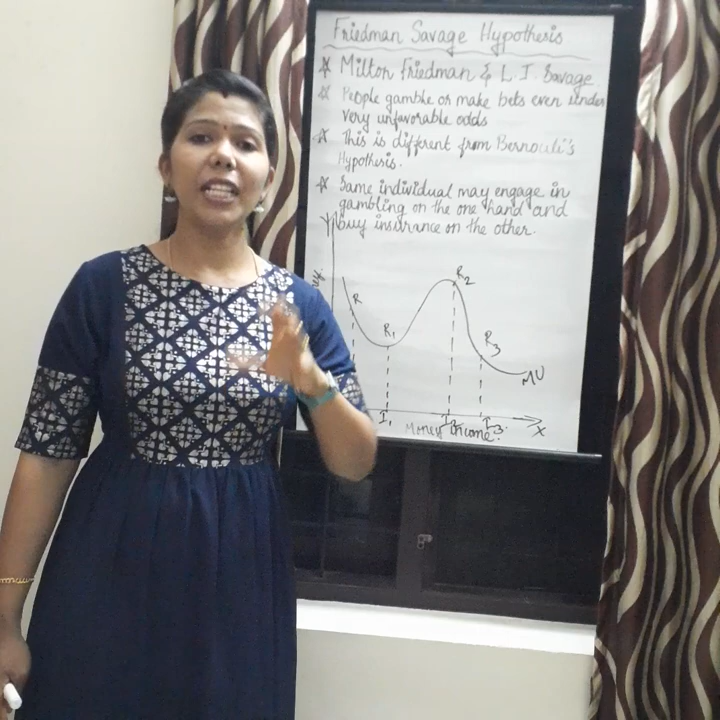 Friedman Savage Hypothesis
☆ Milton Friedman & L. J. Savage
☆ People gamble or make bets even under
very unfavorable odds
☆ This is different from Bernouli's
Hypothesis.
☆ Same individual may engage in
gambling on the one hand and
buy insurance on the other.
Y
R R1 R2 R3
MU
I1 I2 I3 X
Money Income